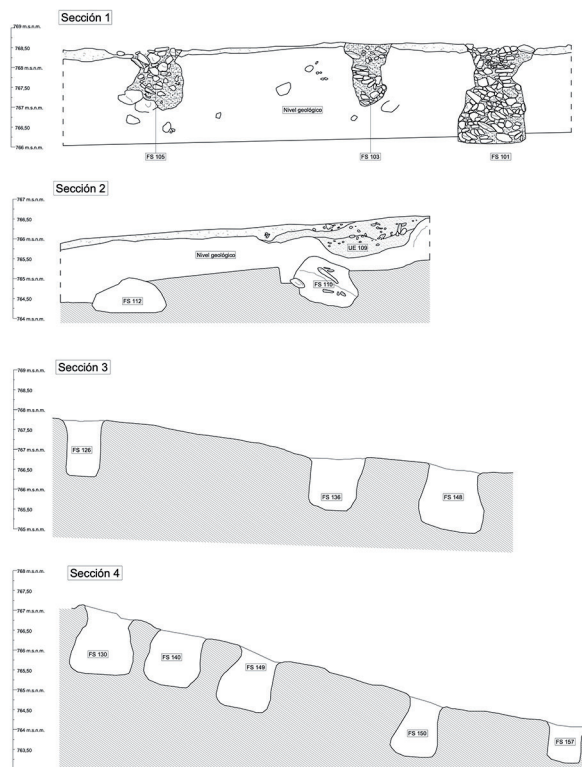 Sección 1
769 m.s.n.m.
768,50
768 m.s.n.m.
767,50
767 m.s.n.m.
766,50
766 m.s.n.m.
Nivel geológico
FS 105
FS 103
FS 101
Sección 2
767 m.s.n.m.
766,50
766 m.s.n.m.
765,50
765 m.s.n.m.
764,50
764 m.s.n.m.
Nivel geológico
UE 109
FS 110
FS 112
Sección 3
769 m.s.n.m.
768,50
768 m.s.n.m.
767,50
767 m.s.n.m.
766,50
766 m.s.n.m.
765,50
765 m.s.n.m.
FS 126
FS 136
FS 148
Sección 4
768 m.s.n.m.
767,50
767 m.s.n.m.
766,50
766 m.s.n.m.
765,50
765 m.s.n.m.
764,50
764 m.s.n.m.
763,50
FS 130
FS 140
FS 149
FS 150
FS 157